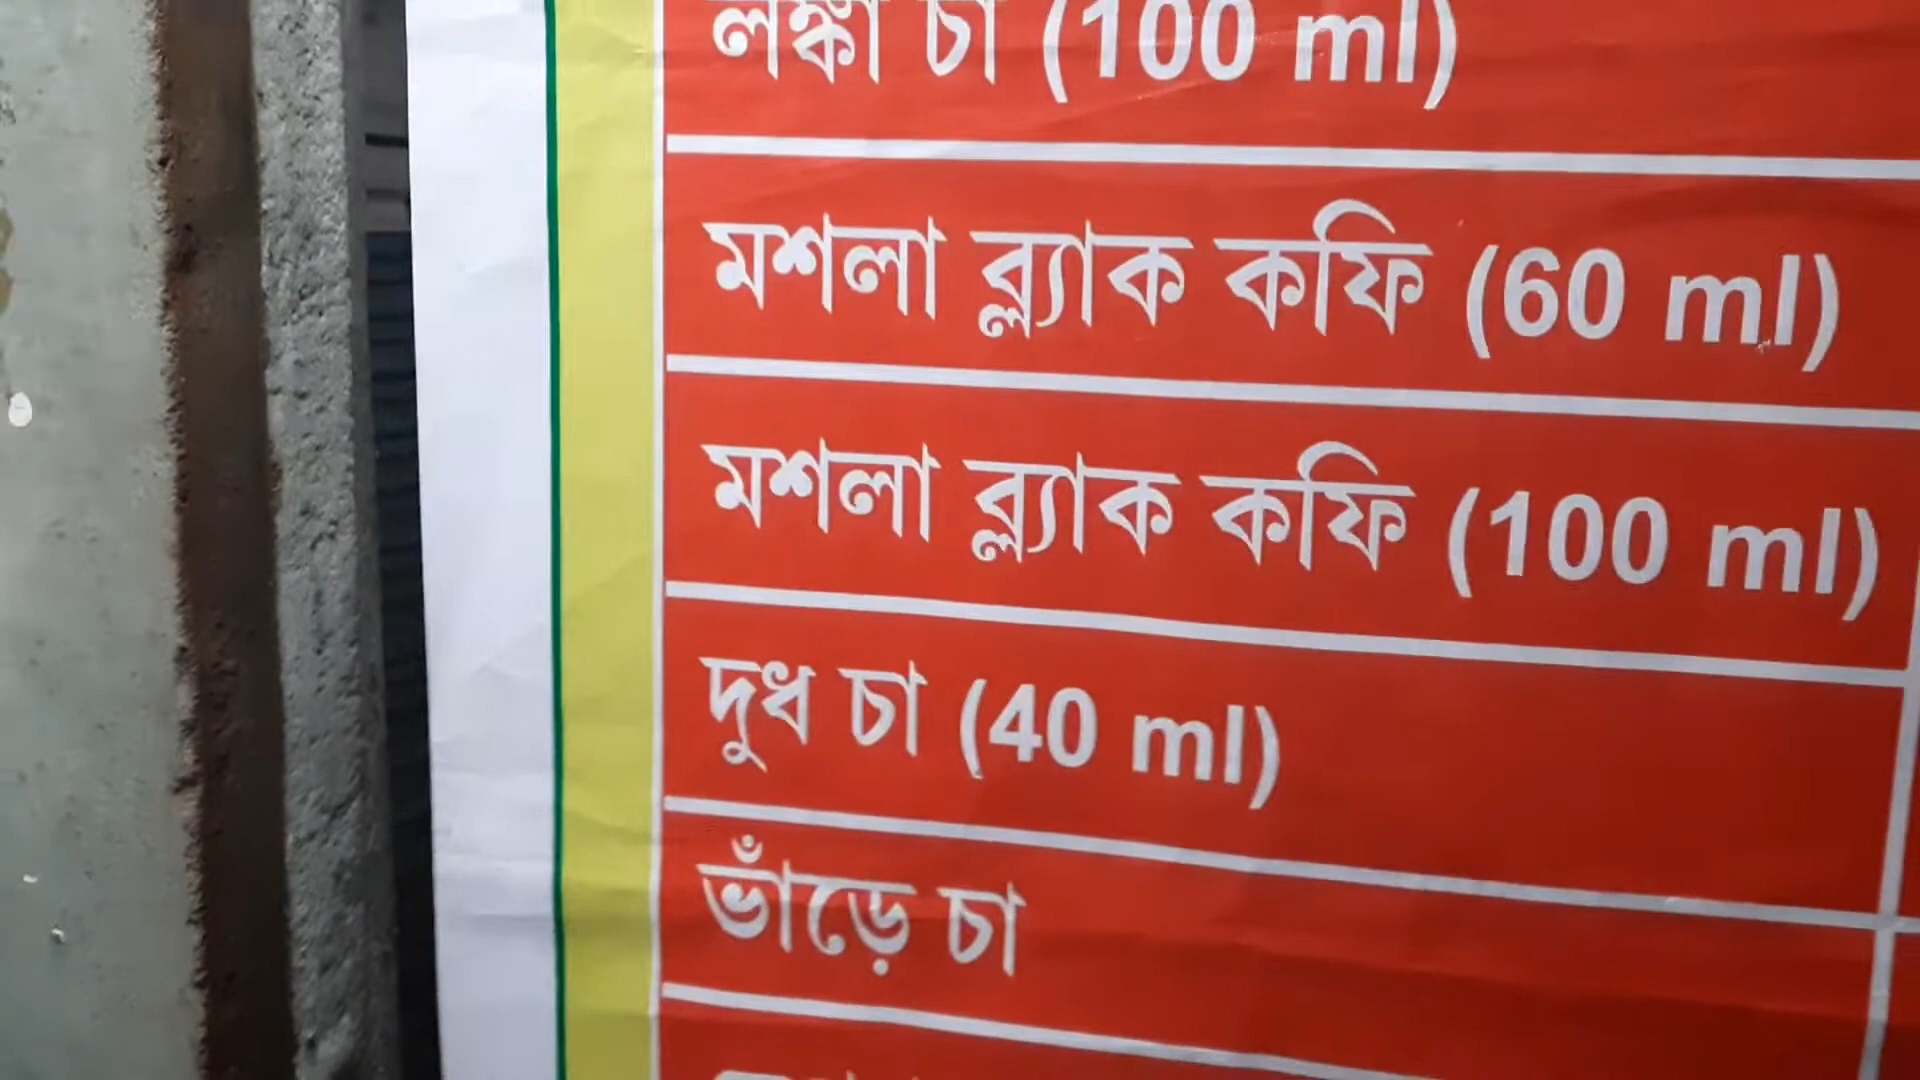 লঙ্কা চা (100 ml)
মশলা ব্ল্যাক কফি (60 ml)
মশলা ব্ল্যাক কফি (100 ml)
দুধ চা (40 ml)
ভাঁড়ে চা